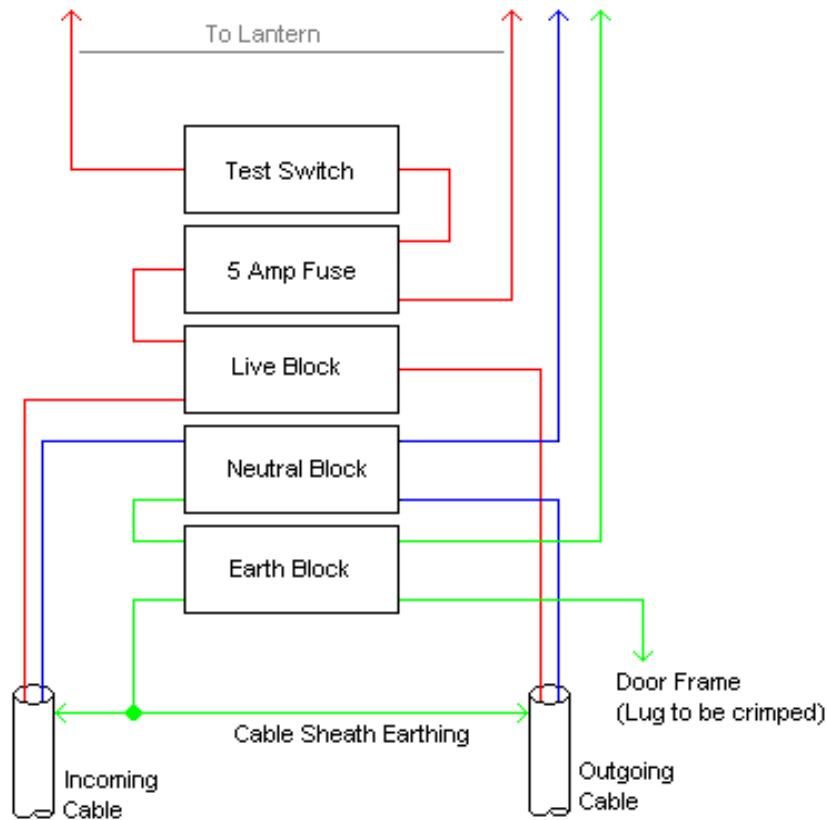 To Lantern
Test Switch
5 Amp Fuse
Live Block
Neutral Block
Earth Block
Door Frame
(Lug to be crimped)
Cable Sheath Earthing
Incoming
Cable
Outgoing
Cable